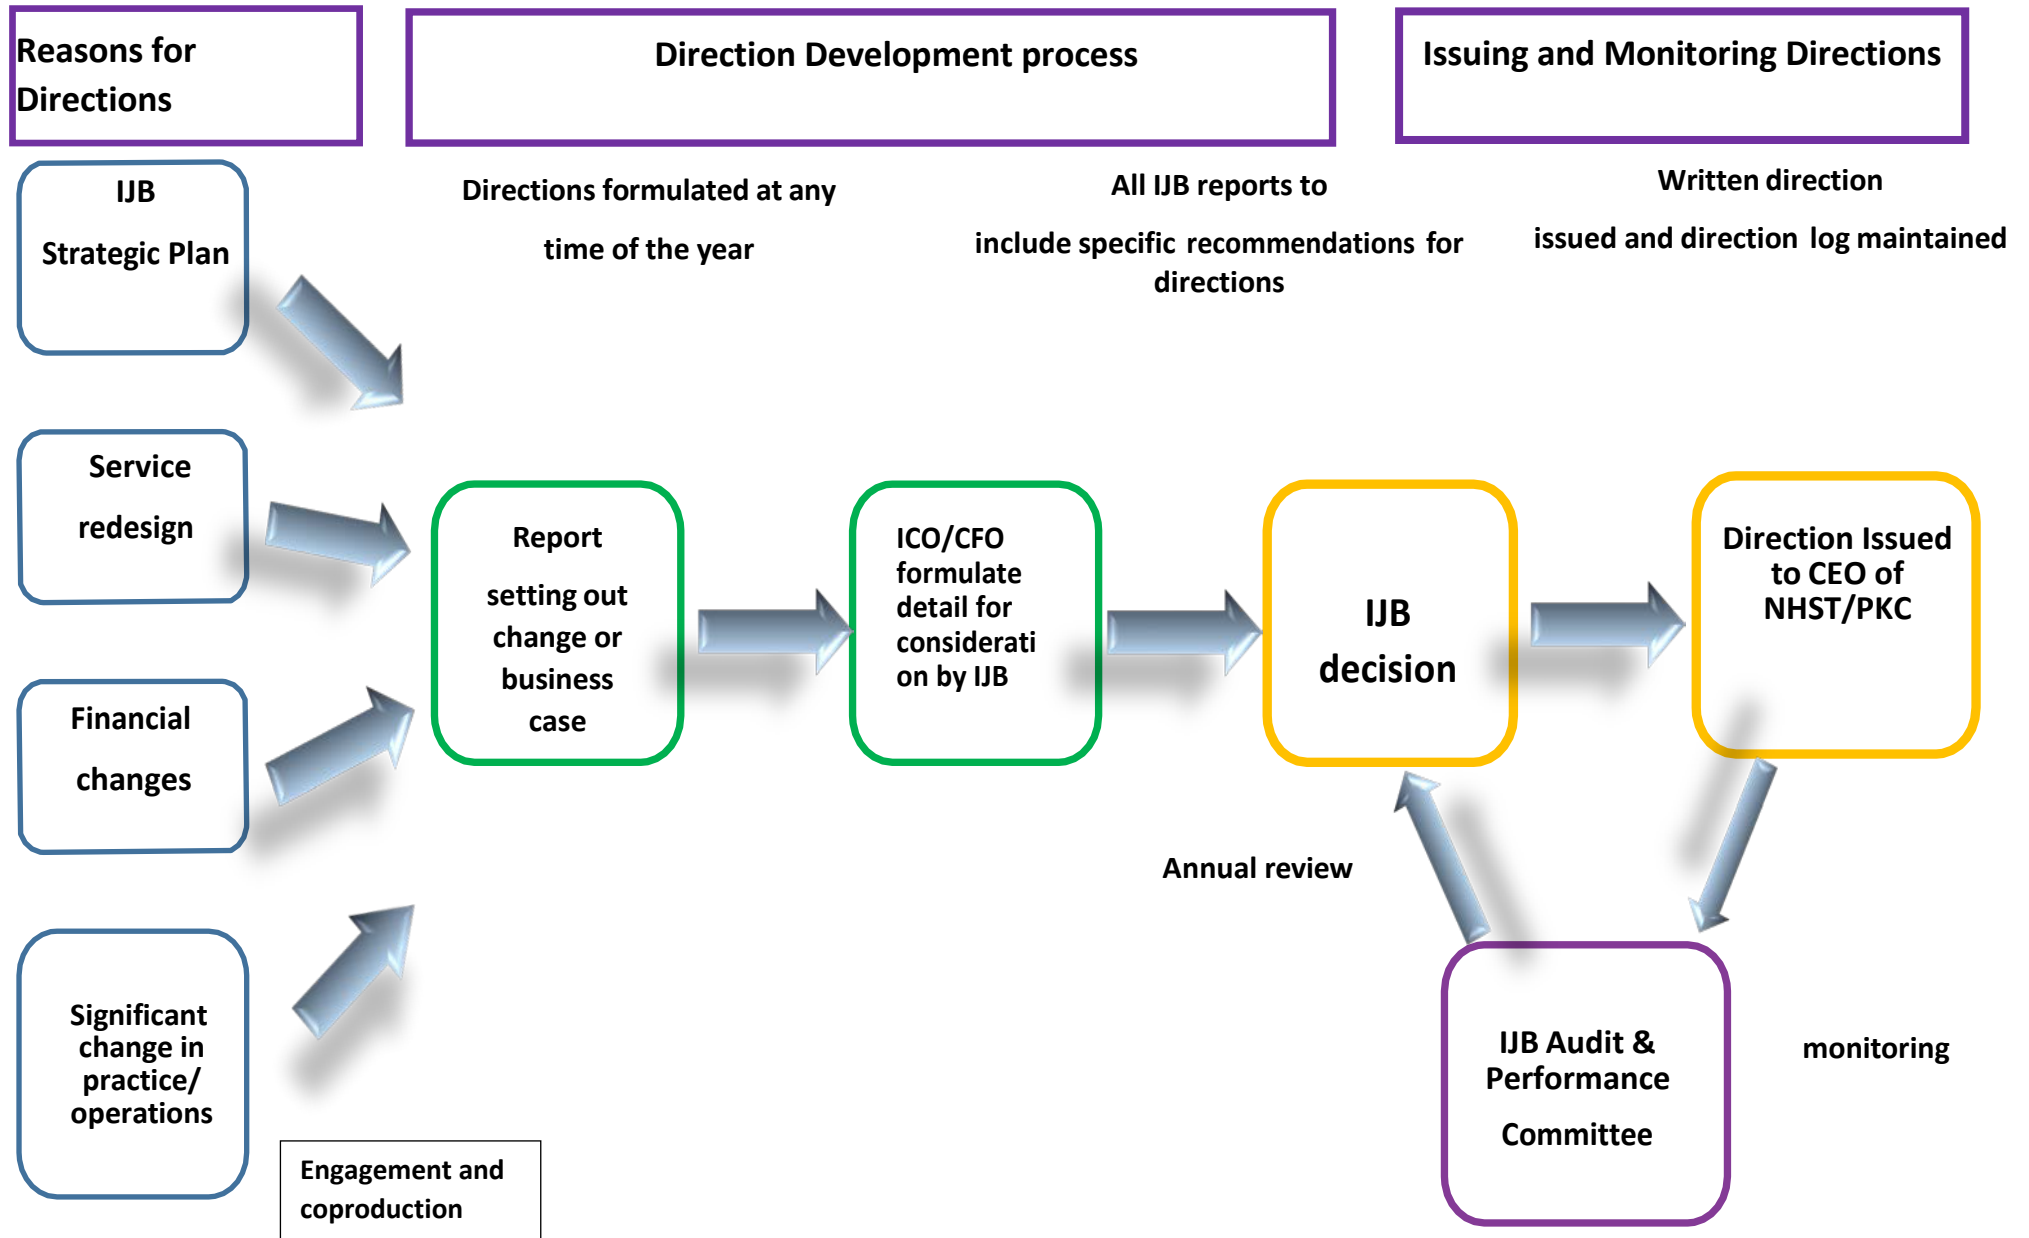 Reasons for
Directions
Direction Development process
Issuing and Monitoring Directions
IJB
Strategic Plan
Directions formulated at any
time of the year
All IJB reports to
include specific recommendations for
directions
Written direction
issued and direction log maintained
Service
redesign
Financial
changes
Significant
change in
practice/
operations
Engagement and
coproduction
Report
setting out
change or
business
case
ICO/CFO
formulate
detail for
considerati
on by IJB
IJB
decision
Direction Issued
to CEO of
NHST/PKC
Annual review
IJB Audit &
Performance
Committee
monitoring